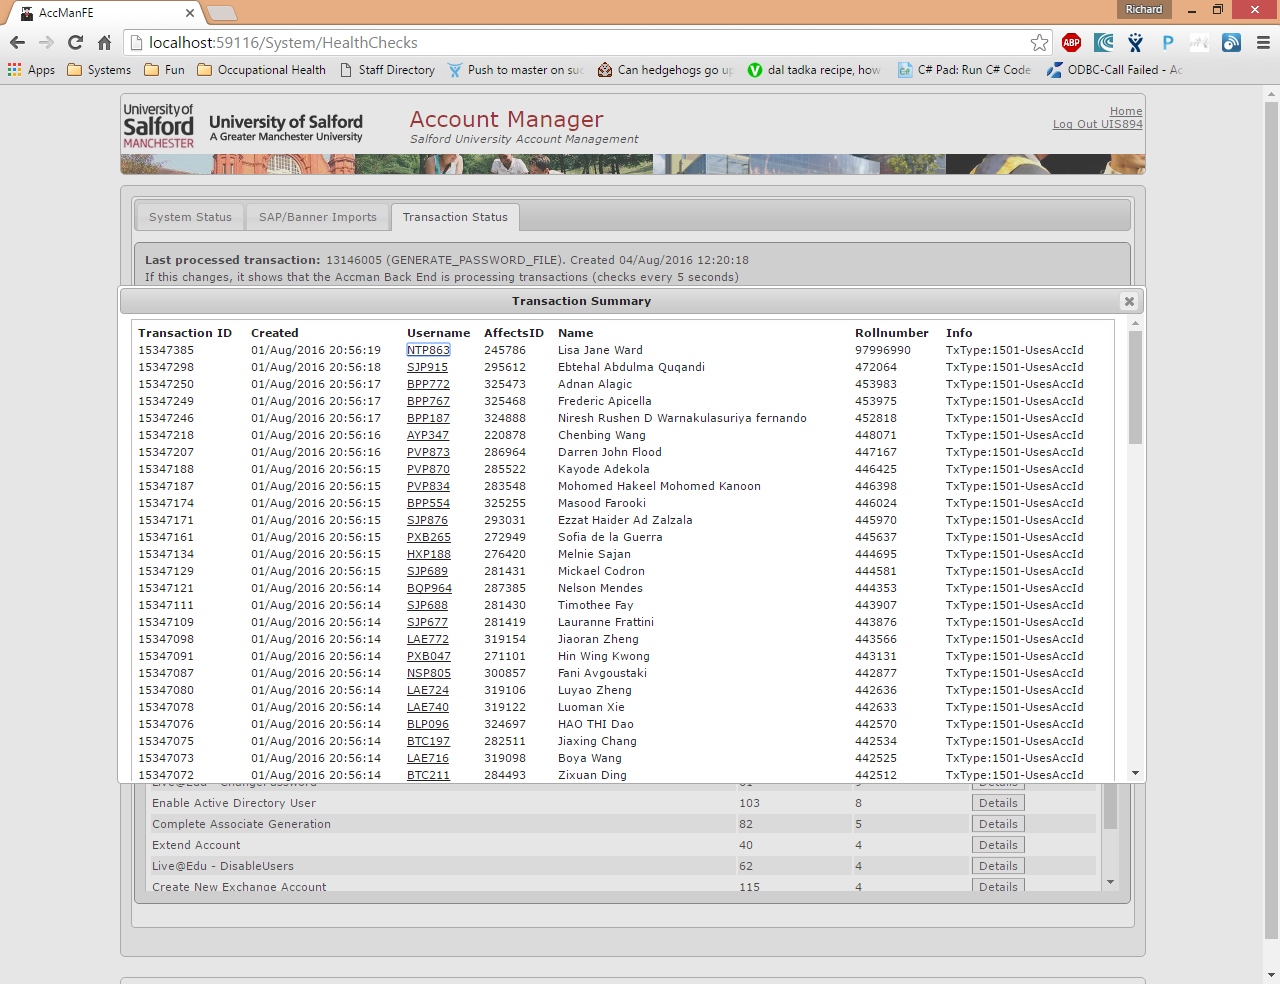 AccManFE
Richard
localhost:59116/System/HealthChecks
ABP
Apps Systems Fun Occupational Health Staff Directory Push to master on suc Can hedgehogs go up dal tadka recipe, how C# Pad: Run C# Code ODBC-Call Failed - Ac
University of Salford MANCHESTER
University of Salford
A Greater Manchester University
Account Manager
Salford University Account Management
Home
Log Out UIS894
System Status SAP/Banner Imports Transaction Status
Last processed transaction: 13146005 (GENERATE_PASSWORD_FILE). Created 04/Aug/2016 12:20:18
If this changes, it shows that the Accman Back End is processing transactions (checks every 5 seconds)
Transaction Summary
Transaction ID Created Username AffectsID Name Rollnumber Info
15347385 01/Aug/2016 20:56:19 NTP863 245786 Lisa Jane Ward 97996990 TxType:1501-UsesAccId
15347298 01/Aug/2016 20:56:18 SJP915 295612 Ebtehal Abdulma Quqandi 472064 TxType:1501-UsesAccId
15347250 01/Aug/2016 20:56:17 BPP772 325473 Adnan Alagic 453983 TxType:1501-UsesAccId
15347249 01/Aug/2016 20:56:17 BPP767 325468 Frederic Apicella 453975 TxType:1501-UsesAccId
15347246 01/Aug/2016 20:56:17 BPP187 324888 Niresh Rushen D Warnakulasuriya fernando 452818 TxType:1501-UsesAccId
15347218 01/Aug/2016 20:56:16 AYP347 220878 Chenbing Wang 448071 TxType:1501-UsesAccId
15347207 01/Aug/2016 20:56:16 PVP873 286964 Darren John Flood 447167 TxType:1501-UsesAccId
15347188 01/Aug/2016 20:56:15 PVP870 285522 Kayode Adekola 446425 TxType:1501-UsesAccId
15347187 01/Aug/2016 20:56:15 PVP834 283548 Mohomed Hakeel Mohomed Kanoon 446398 TxType:1501-UsesAccId
15347174 01/Aug/2016 20:56:15 BPP554 325255 Masood Farooki 446024 TxType:1501-UsesAccId
15347171 01/Aug/2016 20:56:15 SJP876 293031 Ezzat Haider Ad Zalzala 445970 TxType:1501-UsesAccId
15347161 01/Aug/2016 20:56:15 PXB265 272949 Sofia de la Guerra 445637 TxType:1501-UsesAccId
15347134 01/Aug/2016 20:56:15 HXP188 276420 Melnie Sajan 444695 TxType:1501-UsesAccId
15347129 01/Aug/2016 20:56:15 SJP689 281431 Mickael Codron 444581 TxType:1501-UsesAccId
15347121 01/Aug/2016 20:56:14 BQP964 287385 Nelson Mendes 444353 TxType:1501-UsesAccId
15347111 01/Aug/2016 20:56:14 SJP688 281430 Timothee Fay 443907 TxType:1501-UsesAccId
15347109 01/Aug/2016 20:56:14 SJP677 281419 Lauranne Frattini 443876 TxType:1501-UsesAccId
15347098 01/Aug/2016 20:56:14 LAE772 319154 Jiaoran Zheng 443566 TxType:1501-UsesAccId
15347091 01/Aug/2016 20:56:14 PXB047 271101 Hin Wing Kwong 443131 TxType:1501-UsesAccId
15347087 01/Aug/2016 20:56:14 NSP805 300857 Fani Avgoustaki 442877 TxType:1501-UsesAccId
15347080 01/Aug/2016 20:56:14 LAE724 319106 Luyao Zheng 442636 TxType:1501-UsesAccId
15347078 01/Aug/2016 20:56:14 LAE740 319122 Luoman Xie 442633 TxType:1501-UsesAccId
15347076 01/Aug/2016 20:56:14 BLP096 324697 HAO THI Dao 442570 TxType:1501-UsesAccId
15347075 01/Aug/2016 20:56:14 BTC197 282511 Jiaxing Chang 442534 TxType:1501-UsesAccId
15347073 01/Aug/2016 20:56:14 LAE716 319098 Boya Wang 442525 TxType:1501-UsesAccId
15347072 01/Aug/2016 20:56:14 BTC211 284493 Zixuan Ding 442512 TxType:1501-UsesAccId
Live@Edu - ChangePassword Details
Enable Active Directory User 103 8 Details
Complete Associate Generation 82 5 Details
Extend Account 40 4 Details
Live@Edu - DisableUsers 62 4 Details
Create New Exchange Account 115 4 Details